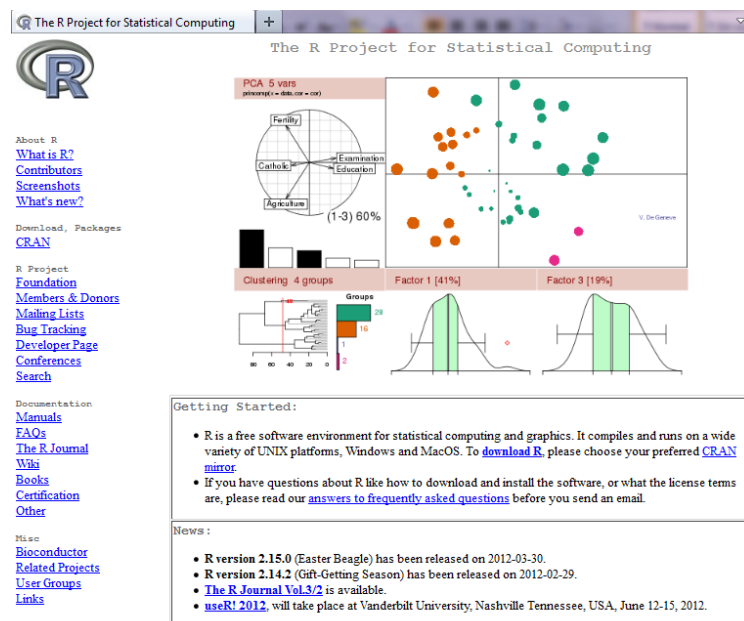 The R Project for Statistical Computing
The R Project for Statistical Computing
R
About R
What is R?
Contributors
Screenshots
What's new?
Download, Packages
CRAN
R Project
Foundation
Members & Donors
Mailing Lists
Bug Tracking
Developer Page
Conferences
Search
Documentation
Manuals
FAQs
The R Journal
Wiki
Books
Certification
Other
Misc
Bioconductor
Related Projects
User Groups
Links
PCA 5 vars
princomp(x = data, cor = cor)
Fertility
Catholic
Examination
Education
Agriculture
(1-3) 60%
V. De Geneve
Clustering 4 groups
Factor 1 [41%]
Factor 3 [19%]
Groups
28
16
1
2
80 60 40 20 0
Getting Started:
• R is a free software environment for statistical computing and graphics. It compiles and runs on a wide
variety of UNIX platforms, Windows and MacOS. To download R, please choose your preferred CRAN
mirror.
• If you have questions about R like how to download and install the software, or what the license terms
are, please read our answers to frequently asked questions before you send an email.
News:
• R version 2.15.0 (Easter Beagle) has been released on 2012-03-30.
• R version 2.14.2 (Gift-Getting Season) has been released on 2012-02-29.
• The R Journal Vol.3/2 is available.
• useR! 2012, will take place at Vanderbilt University, Nashville Tennessee, USA, June 12-15, 2012.